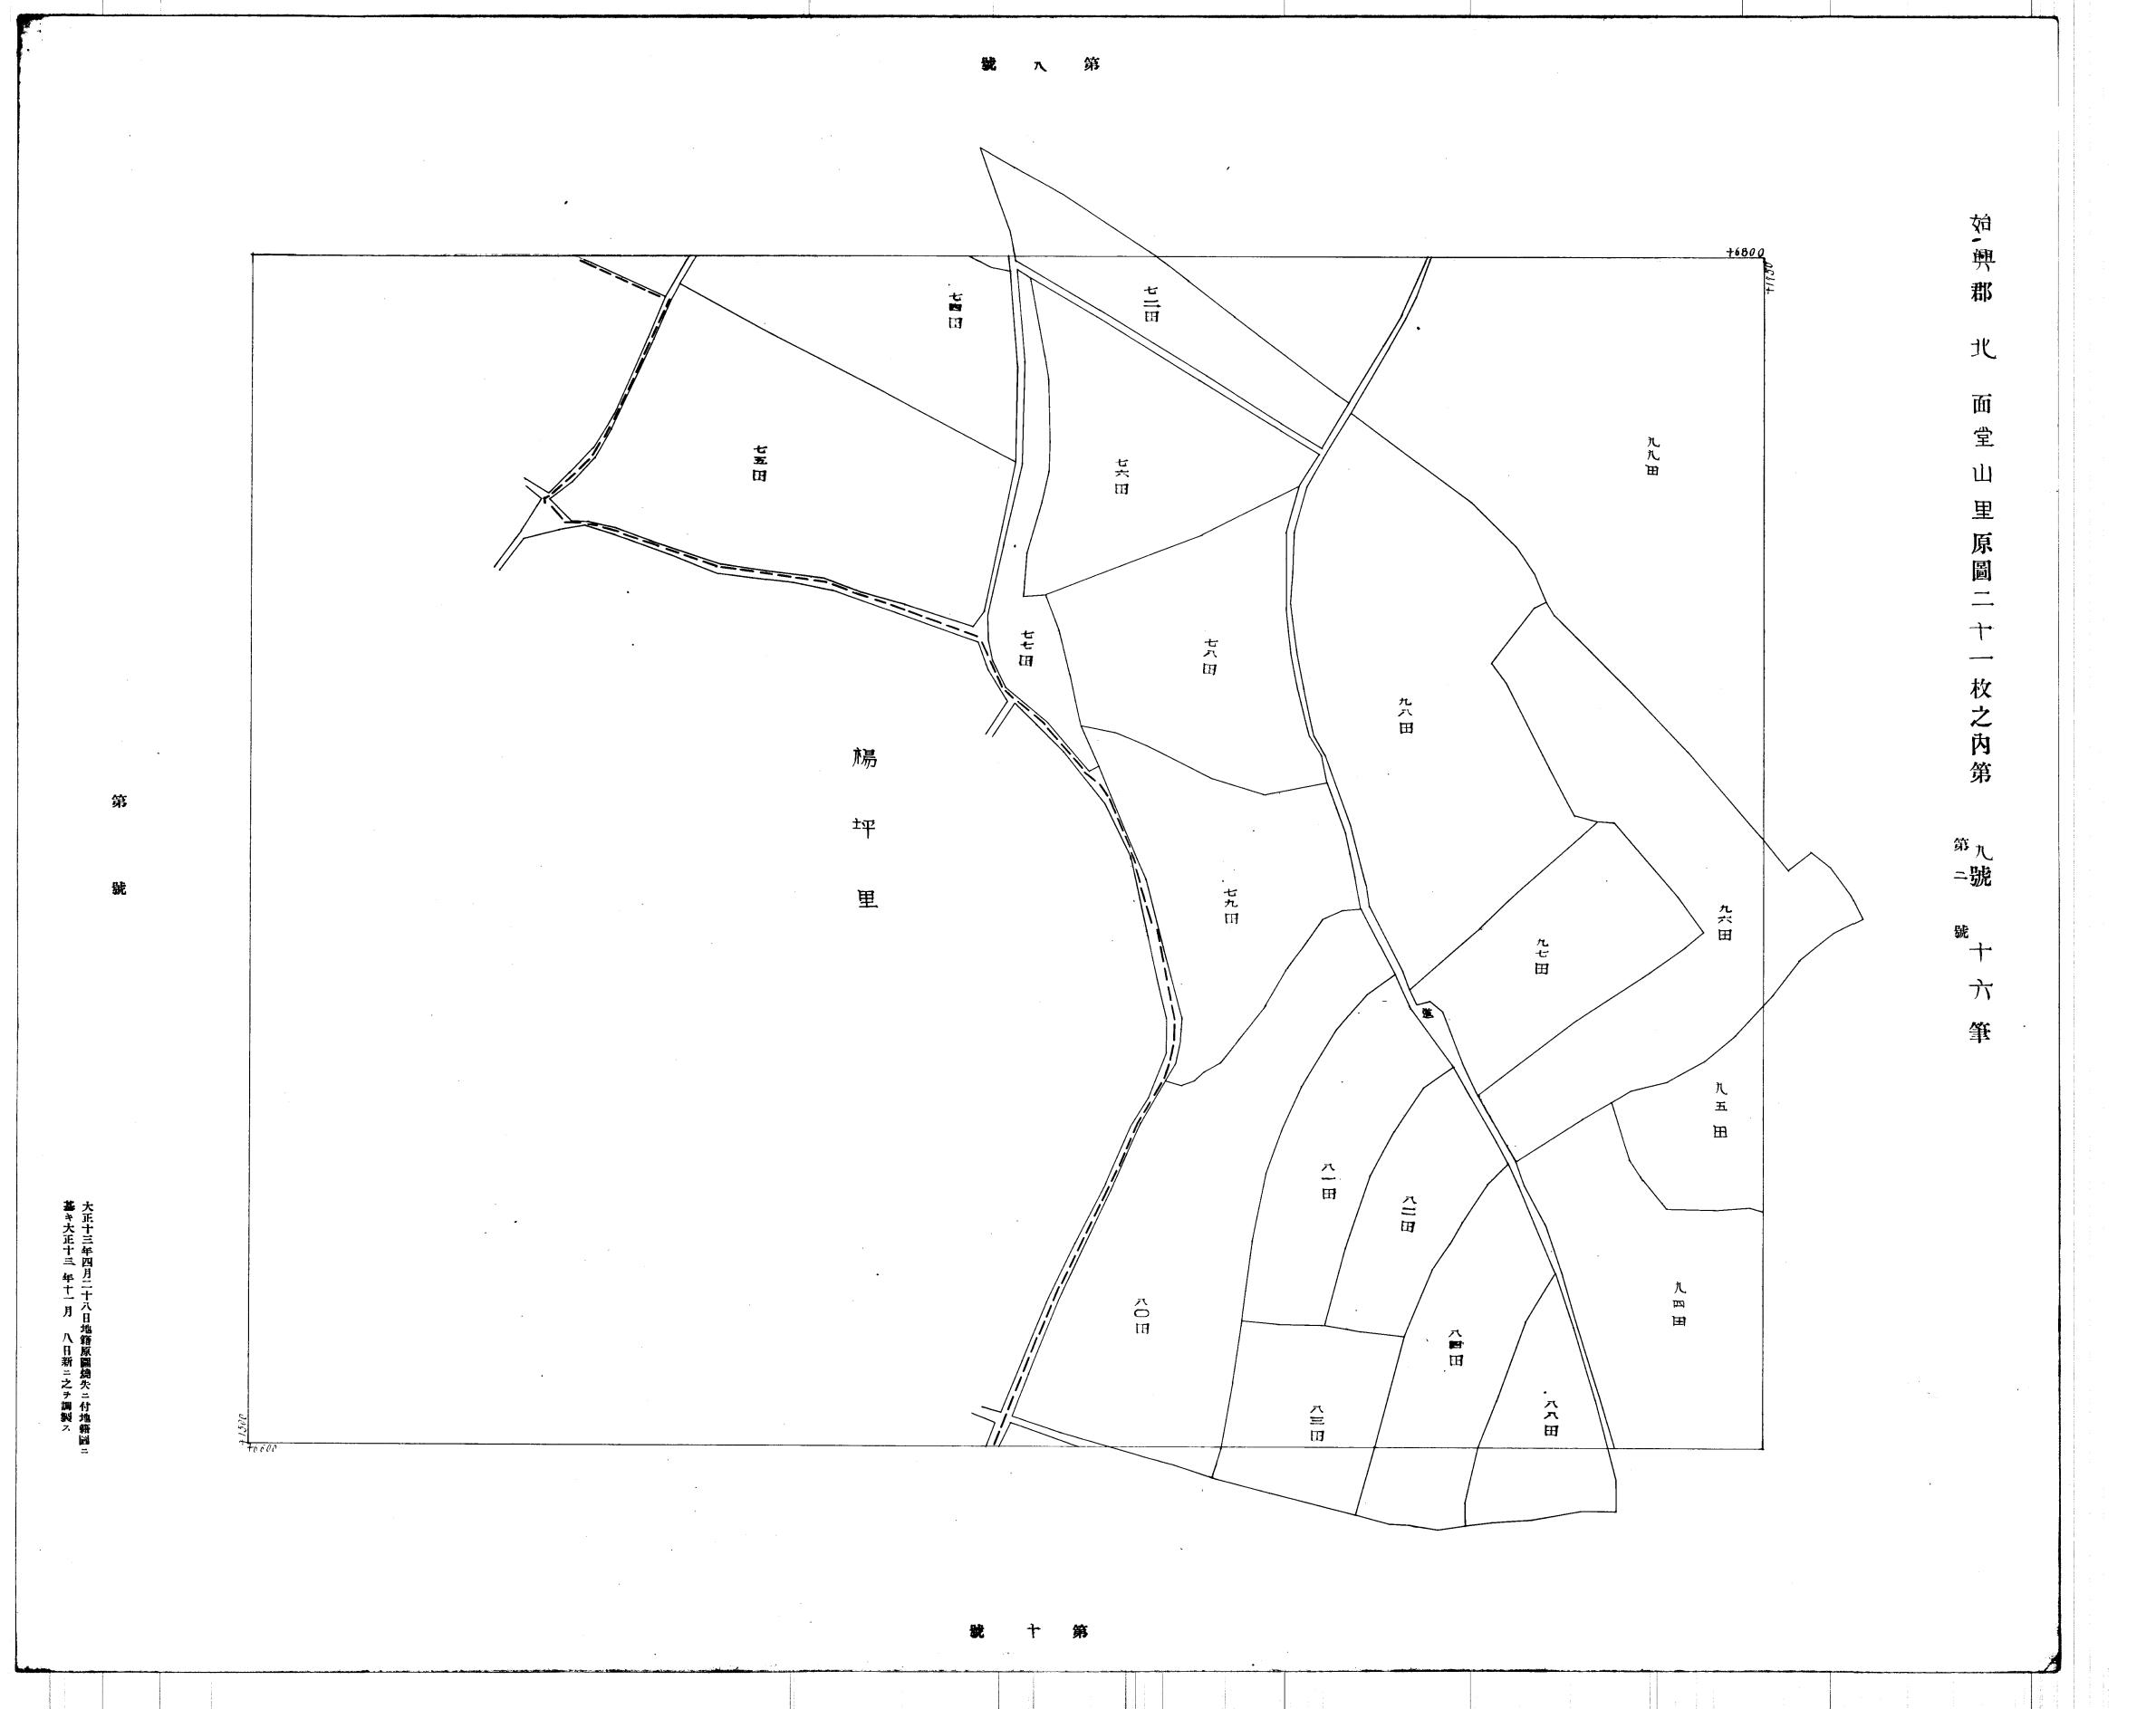 始興郡 北 面堂山里原圖二十一枚之內第 九號 十六筆
第二 號
號 八 第
+6800
+1150
七二田
七四田
九九田
七五田
七六田
七七田
七八田
九八田
楊坪里
第 號
七九田
九六田
九七田
九五田
八一田
八二田
八〇田
九四田
八四田
八三田
八八田
+1300
+6600
大正十三年四月二十八日地籍原圖燒失ニ付地籍圖ニ
基キ大正十三年十一月 八日新ニ之ヲ調製ス
號 十 第